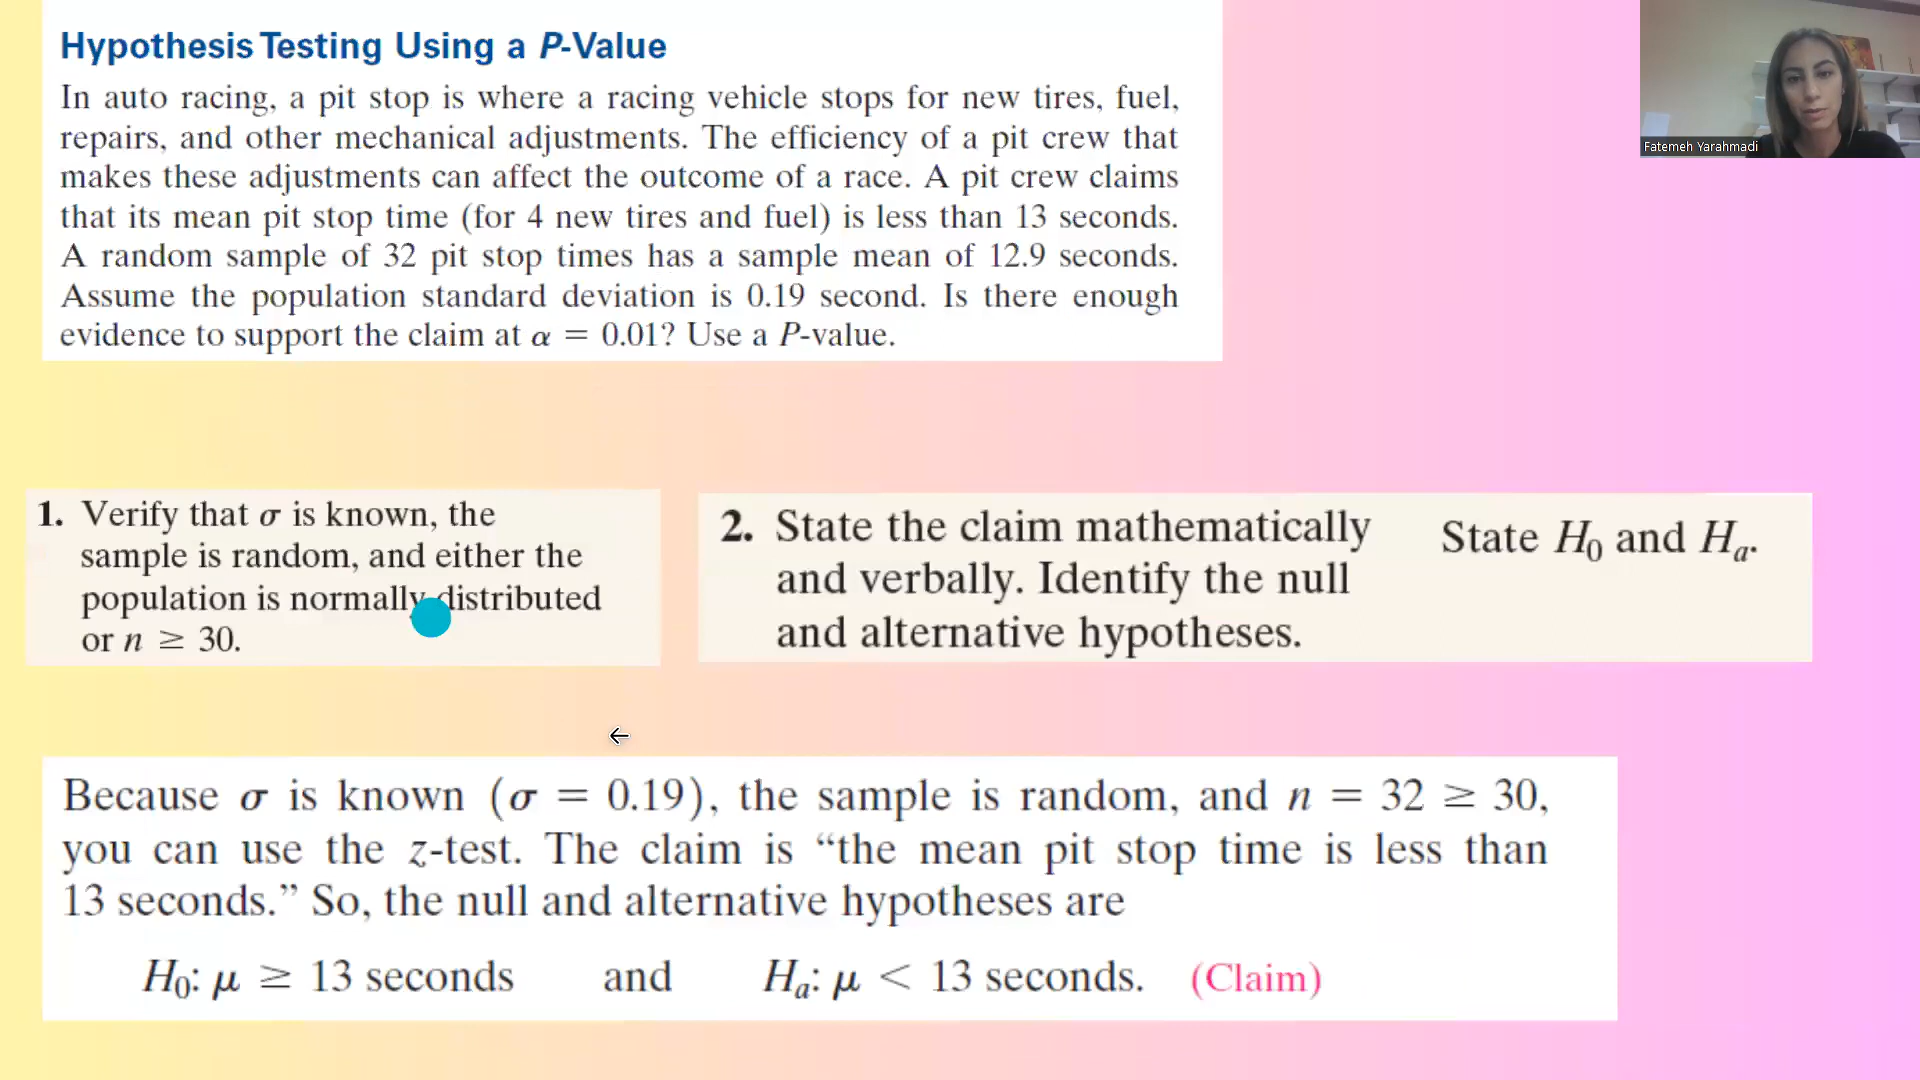 Hypothesis Testing Using a P-Value
In auto racing, a pit stop is where a racing vehicle stops for new tires, fuel,
repairs, and other mechanical adjustments. The efficiency of a pit crew that
makes these adjustments can affect the outcome of a race. A pit crew claims
that its mean pit stop time (for 4 new tires and fuel) is less than 13 seconds.
A random sample of 32 pit stop times has a sample mean of 12.9 seconds.
Assume the population standard deviation is 0.19 second. Is there enough
evidence to support the claim at α = 0.01? Use a P-value.
Fatemeh Yarahmadi
1. Verify that σ is known, the
sample is random, and either the
population is normally distributed
or n ≥ 30.
2. State the claim mathematically
and verbally. Identify the null
and alternative hypotheses.
State H₀ and Hₐ.
Because σ is known (σ = 0.19), the sample is random, and n = 32 ≥ 30,
you can use the z-test. The claim is “the mean pit stop time is less than
13 seconds.” So, the null and alternative hypotheses are
H₀: μ ≥ 13 seconds and Hₐ: μ < 13 seconds. (Claim)